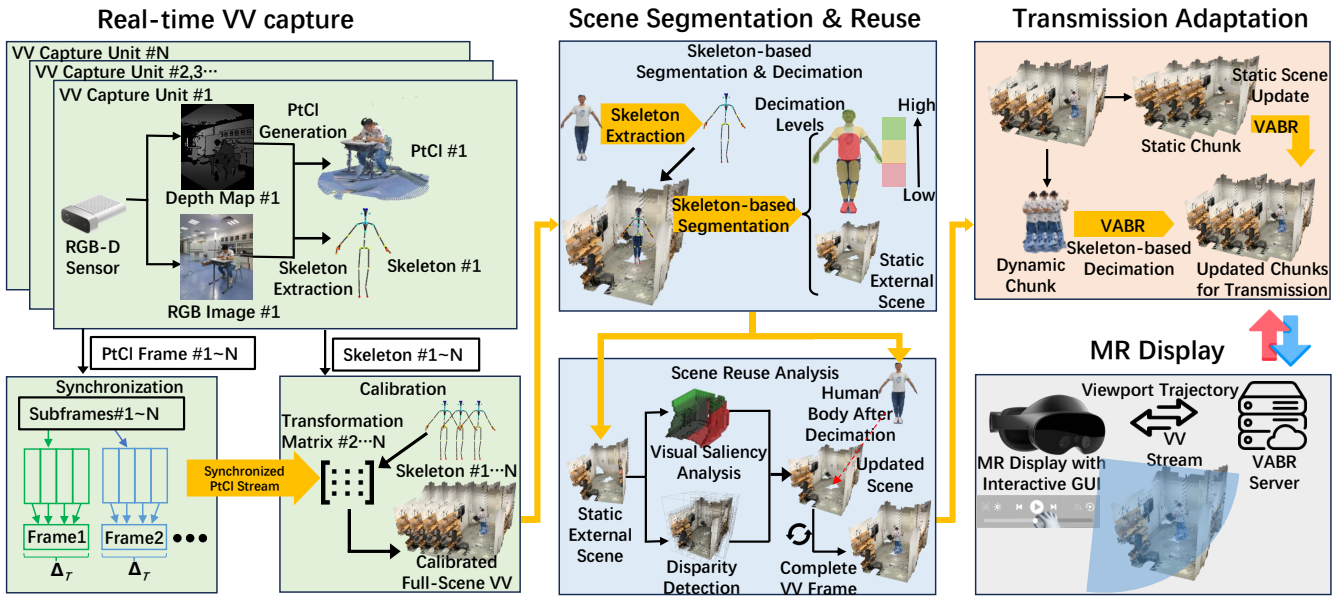 Real-time VV capture
VV Capture Unit #N
VV Capture Unit #2,3···
VV Capture Unit #1
PtCl
Generation
PtCl #1
Depth Map #1
RGB-D
Sensor
Skeleton
Extraction
Skeleton #1
RGB Image #1
PtCl Frame #1~N
Skeleton #1~N
Synchronization
Subframes#1~N
Frame1
Frame2
●●●
Δ𝒯
Δ𝒯
Synchronized
PtCl Stream
Calibration
Transformation
Matrix #2···N
Skeleton #1···N
Calibrated
Full-Scene VV
Scene Segmentation & Reuse
Skeleton-based
Segmentation & Decimation
Skeleton
Extraction
Decimation
Levels
High
Low
Skeleton-based
Segmentation
Static
External
Scene
Scene Reuse Analysis
Visual Saliency
Analysis
Human
Body After
Decimation
Updated
Scene
Static
External
Scene
Disparity
Detection
Complete
VV Frame
Transmission Adaptation
Static Scene
Update
VABR
Static Chunk
VABR
Skeleton-based
Decimation
Dynamic
Chunk
Updated Chunks
for Transmission
MR Display
Viewport Trajectory
VV
Stream
MR Display with
Interactive GUI
VABR
Server